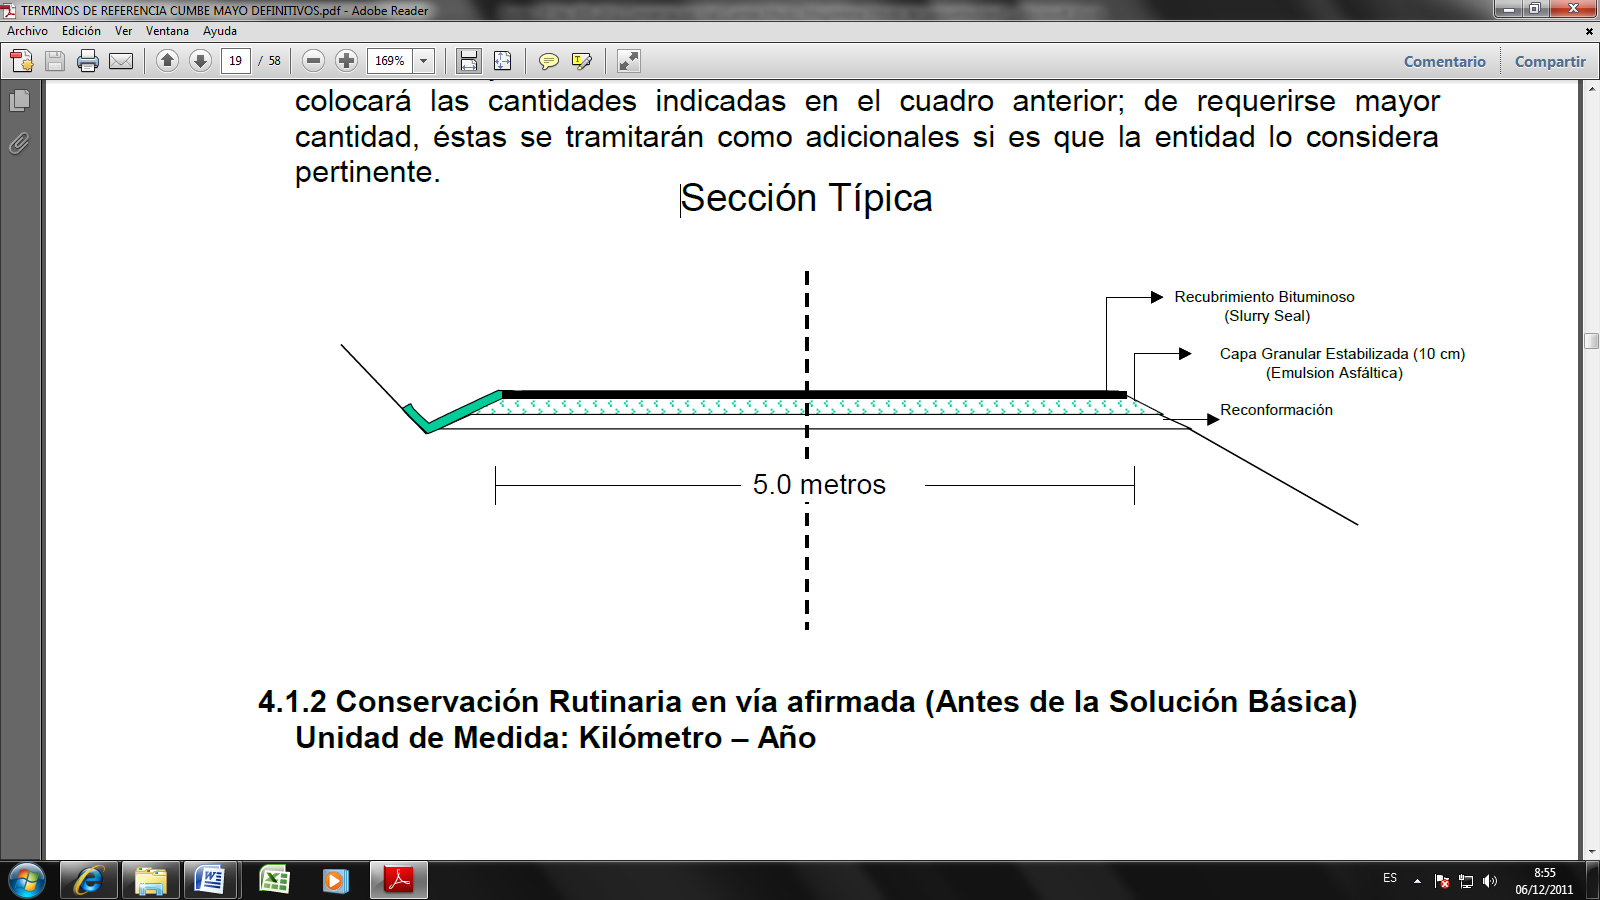 TERMINOS DE REFERENCIA CUMBE MAYO DEFINITIVOS.pdf - Adobe Reader
Archivo Edición Ver Ventana Ayuda
19 / 58 169% Comentario Compartir
colocará las cantidades indicadas en el cuadro anterior; de requerirse mayor
cantidad, éstas se tramitarán como adicionales si es que la entidad lo considera
pertinente.
Sección Típica
Recubrimiento Bituminoso
(Slurry Seal)
Capa Granular Estabilizada (10 cm)
(Emulsion Asfáltica)
Reconformación
5.0 metros
4.1.2 Conservación Rutinaria en vía afirmada (Antes de la Solución Básica)
Unidad de Medida: Kilómetro – Año
ES
8:55
06/12/2011